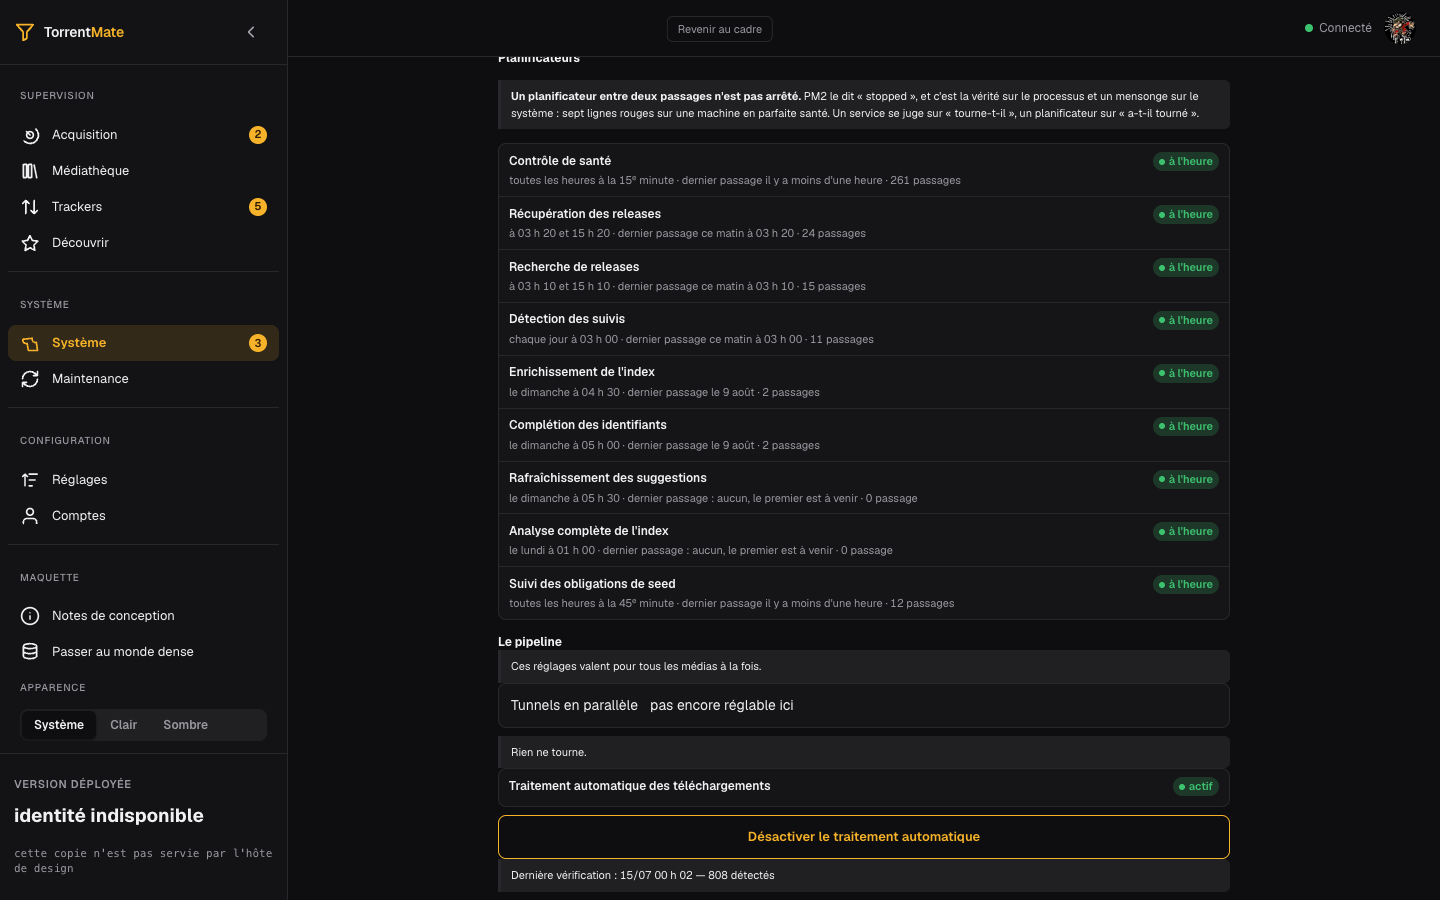 TorrentMate
SUPERVISION
Acquisition 2
Médiathèque
Trackers 5
Découvrir
SYSTÈME
Système 3
Maintenance
CONFIGURATION
Réglages
Comptes
MAQUETTE
Notes de conception
Passer au monde dense
APPARENCE
Système Clair Sombre
VERSION DÉPLOYÉE
identité indisponible
cette copie n'est pas servie par l'hôte
de design
Revenir au cadre
Connecté
Planificateurs
Un planificateur entre deux passages n'est pas arrêté. PM2 le dit « stopped », et c'est la vérité sur le processus et un mensonge sur le
système : sept lignes rouges sur une machine en parfaite santé. Un service se juge sur « tourne-t-il », un planificateur sur « a-t-il tourné ».
Contrôle de santé à l'heure
toutes les heures à la 15e minute · dernier passage il y a moins d'une heure · 261 passages
Récupération des releases à l'heure
à 03 h 20 et 15 h 20 · dernier passage ce matin à 03 h 20 · 24 passages
Recherche de releases à l'heure
à 03 h 10 et 15 h 10 · dernier passage ce matin à 03 h 10 · 15 passages
Détection des suivis à l'heure
chaque jour à 03 h 00 · dernier passage ce matin à 03 h 00 · 11 passages
Enrichissement de l'index à l'heure
le dimanche à 04 h 30 · dernier passage le 9 août · 2 passages
Complétion des identifiants à l'heure
le dimanche à 05 h 00 · dernier passage le 9 août · 2 passages
Rafraîchissement des suggestions à l'heure
le dimanche à 05 h 30 · dernier passage : aucun, le premier est à venir · 0 passage
Analyse complète de l'index à l'heure
le lundi à 01 h 00 · dernier passage : aucun, le premier est à venir · 0 passage
Suivi des obligations de seed à l'heure
toutes les heures à la 45e minute · dernier passage il y a moins d'une heure · 12 passages
Le pipeline
Ces réglages valent pour tous les médias à la fois.
Tunnels en parallèle pas encore réglable ici
Rien ne tourne.
Traitement automatique des téléchargements actif
Désactiver le traitement automatique
Dernière vérification : 15/07 00 h 02 — 808 détectés